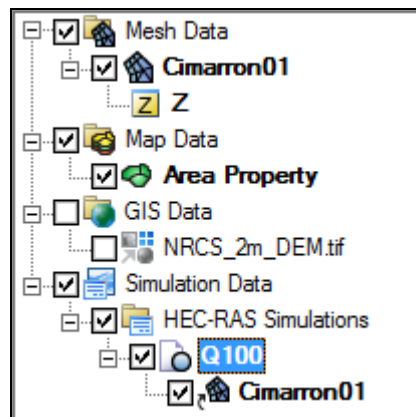 Mesh Data
Cimarron01
Z Z
Map Data
Area Property
GIS Data
NRCS_2m_DEM.tif
Simulation Data
HEC-RAS Simulations
Q100
Cimarron01